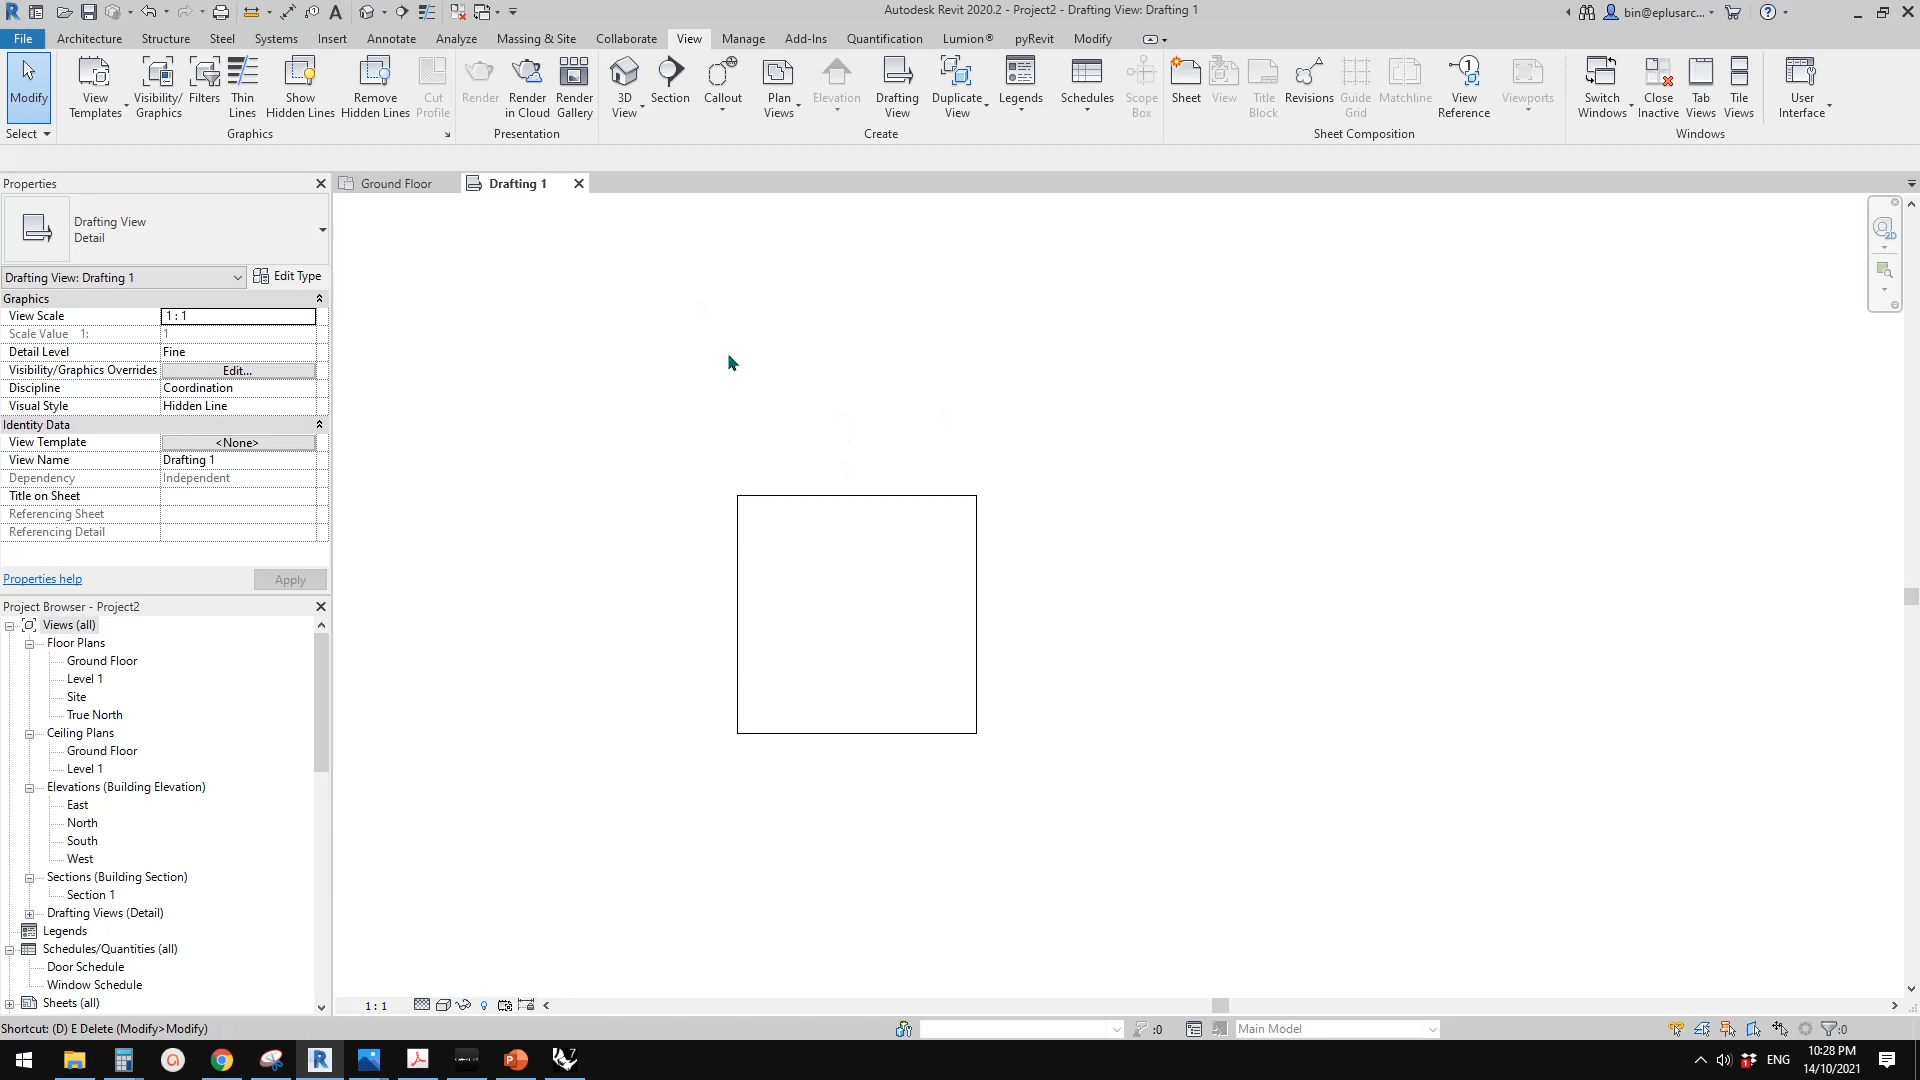 Autodesk Revit 2020.2 - Project2 - Drafting View: Drafting 1
bin@eplusarc...
File Architecture Structure Steel Systems Insert Annotate Analyze Massing & Site Collaborate View Manage Add-Ins Quantification Lumion® pyRevit Modify
Modify
View Templates
Visibility/ Graphics
Filters
Thin Lines
Show Hidden Lines
Remove Hidden Lines
Cut Profile
Render
Render in Cloud
Render Gallery
3D View
Section
Callout
Plan Views
Elevation
Drafting View
Duplicate View
Legends
Schedules
Scope Box
Sheet
View
Title Block
Revisions
Guide Grid
Matchline
View Reference
Viewports
Switch Windows
Close Inactive
Tab Views
Tile Views
User Interface
Select Graphics Presentation Create Sheet Composition Windows
Properties
Ground Floor
Drafting 1
Drafting View
Detail
Drafting View: Drafting 1
Edit Type
Graphics
View Scale 1 : 1
Scale Value 1: 1
Detail Level Fine
Visibility/Graphics Overrides Edit...
Discipline Coordination
Visual Style Hidden Line
Identity Data
View Template <None>
View Name Drafting 1
Dependency Independent
Title on Sheet
Referencing Sheet
Referencing Detail
Properties help
Apply
Project Browser - Project2
Views (all)
Floor Plans
Ground Floor
Level 1
Site
True North
Ceiling Plans
Ground Floor
Level 1
Elevations (Building Elevation)
East
North
South
West
Sections (Building Section)
Section 1
Drafting Views (Detail)
Legends
Schedules/Quantities (all)
Door Schedule
Window Schedule
Sheets (all)
1 : 1
Shortcut: (D) E Delete (Modify>Modify)
:0
Main Model
:0
ENG
10:28 PM
14/10/2021